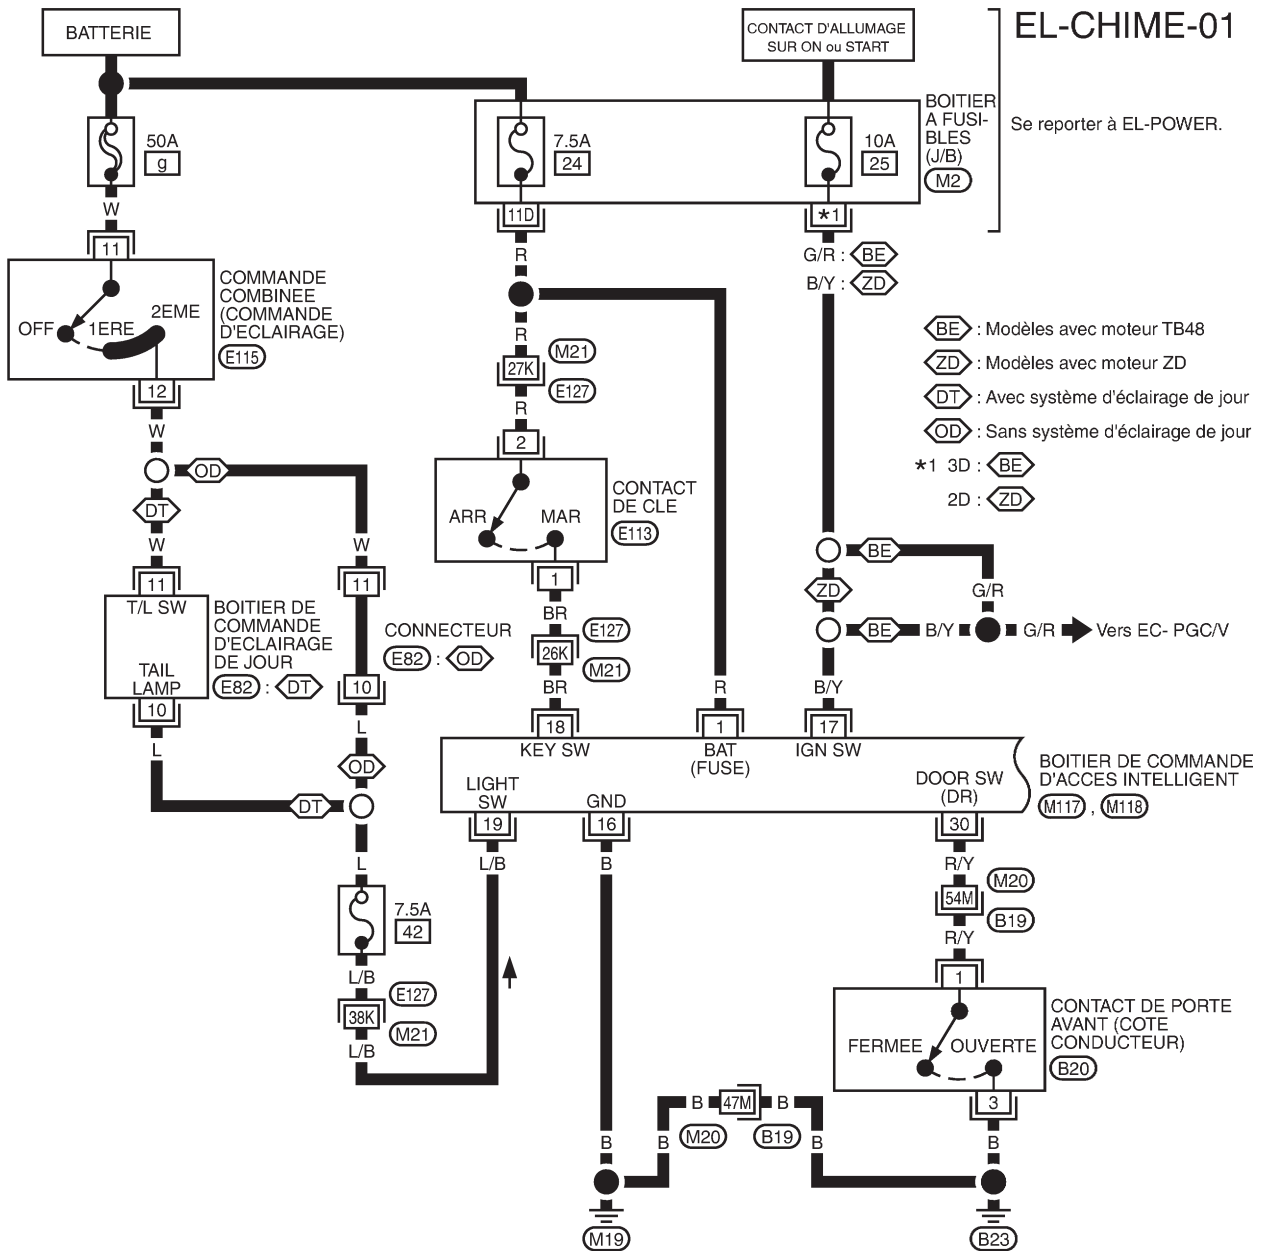 EL-CHIME-01
BATTERIE
CONTACT D'ALLUMAGE
SUR ON ou START
BOITIER
A FUSI-
BLES
(J/B)
M2
Se reporter à EL-POWER.
50A
g
7.5A
24
10A
25
W
11
11D
*1
R
G/R : BE
B/Y : ZD
COMMANDE
COMBINEE
(COMMANDE
D'ECLAIRAGE)
E115
OFF
1ERE
2EME
12
W
R
M21
27K
E127
R
2
BE : Modèles avec moteur TB48
ZD : Modèles avec moteur ZD
DT : Avec système d'éclairage de jour
OD : Sans système d'éclairage de jour
*1 3D : BE
2D : ZD
OD
DT
W
W
11
11
CONTACT
DE CLE
E113
ARR
MAR
1
BR
E127
26K
M21
BR
BE
ZD
G/R
BE
B/Y
G/R
Vers EC- PGC/V
T/L SW
TAIL
LAMP
10
BOITIER DE
COMMANDE
D'ECLAIRAGE
DE JOUR
E82 : DT
CONNECTEUR
E82 : OD
10
L
L
OD
DT
R
B/Y
18
1
17
KEY SW
BAT
(FUSE)
IGN SW
LIGHT
SW
GND
DOOR SW
(DR)
BOITIER DE COMMANDE
D'ACCES INTELLIGENT
M117 , M118
19
16
30
L
L/B
B
R/Y
M20
54M
B19
R/Y
7.5A
42
L/B
E127
38K
M21
L/B
1
CONTACT DE PORTE
AVANT (COTE
CONDUCTEUR)
B20
FERMEE
OUVERTE
3
B
47M
B
M20
B19
B
B
B
B
M19
B23